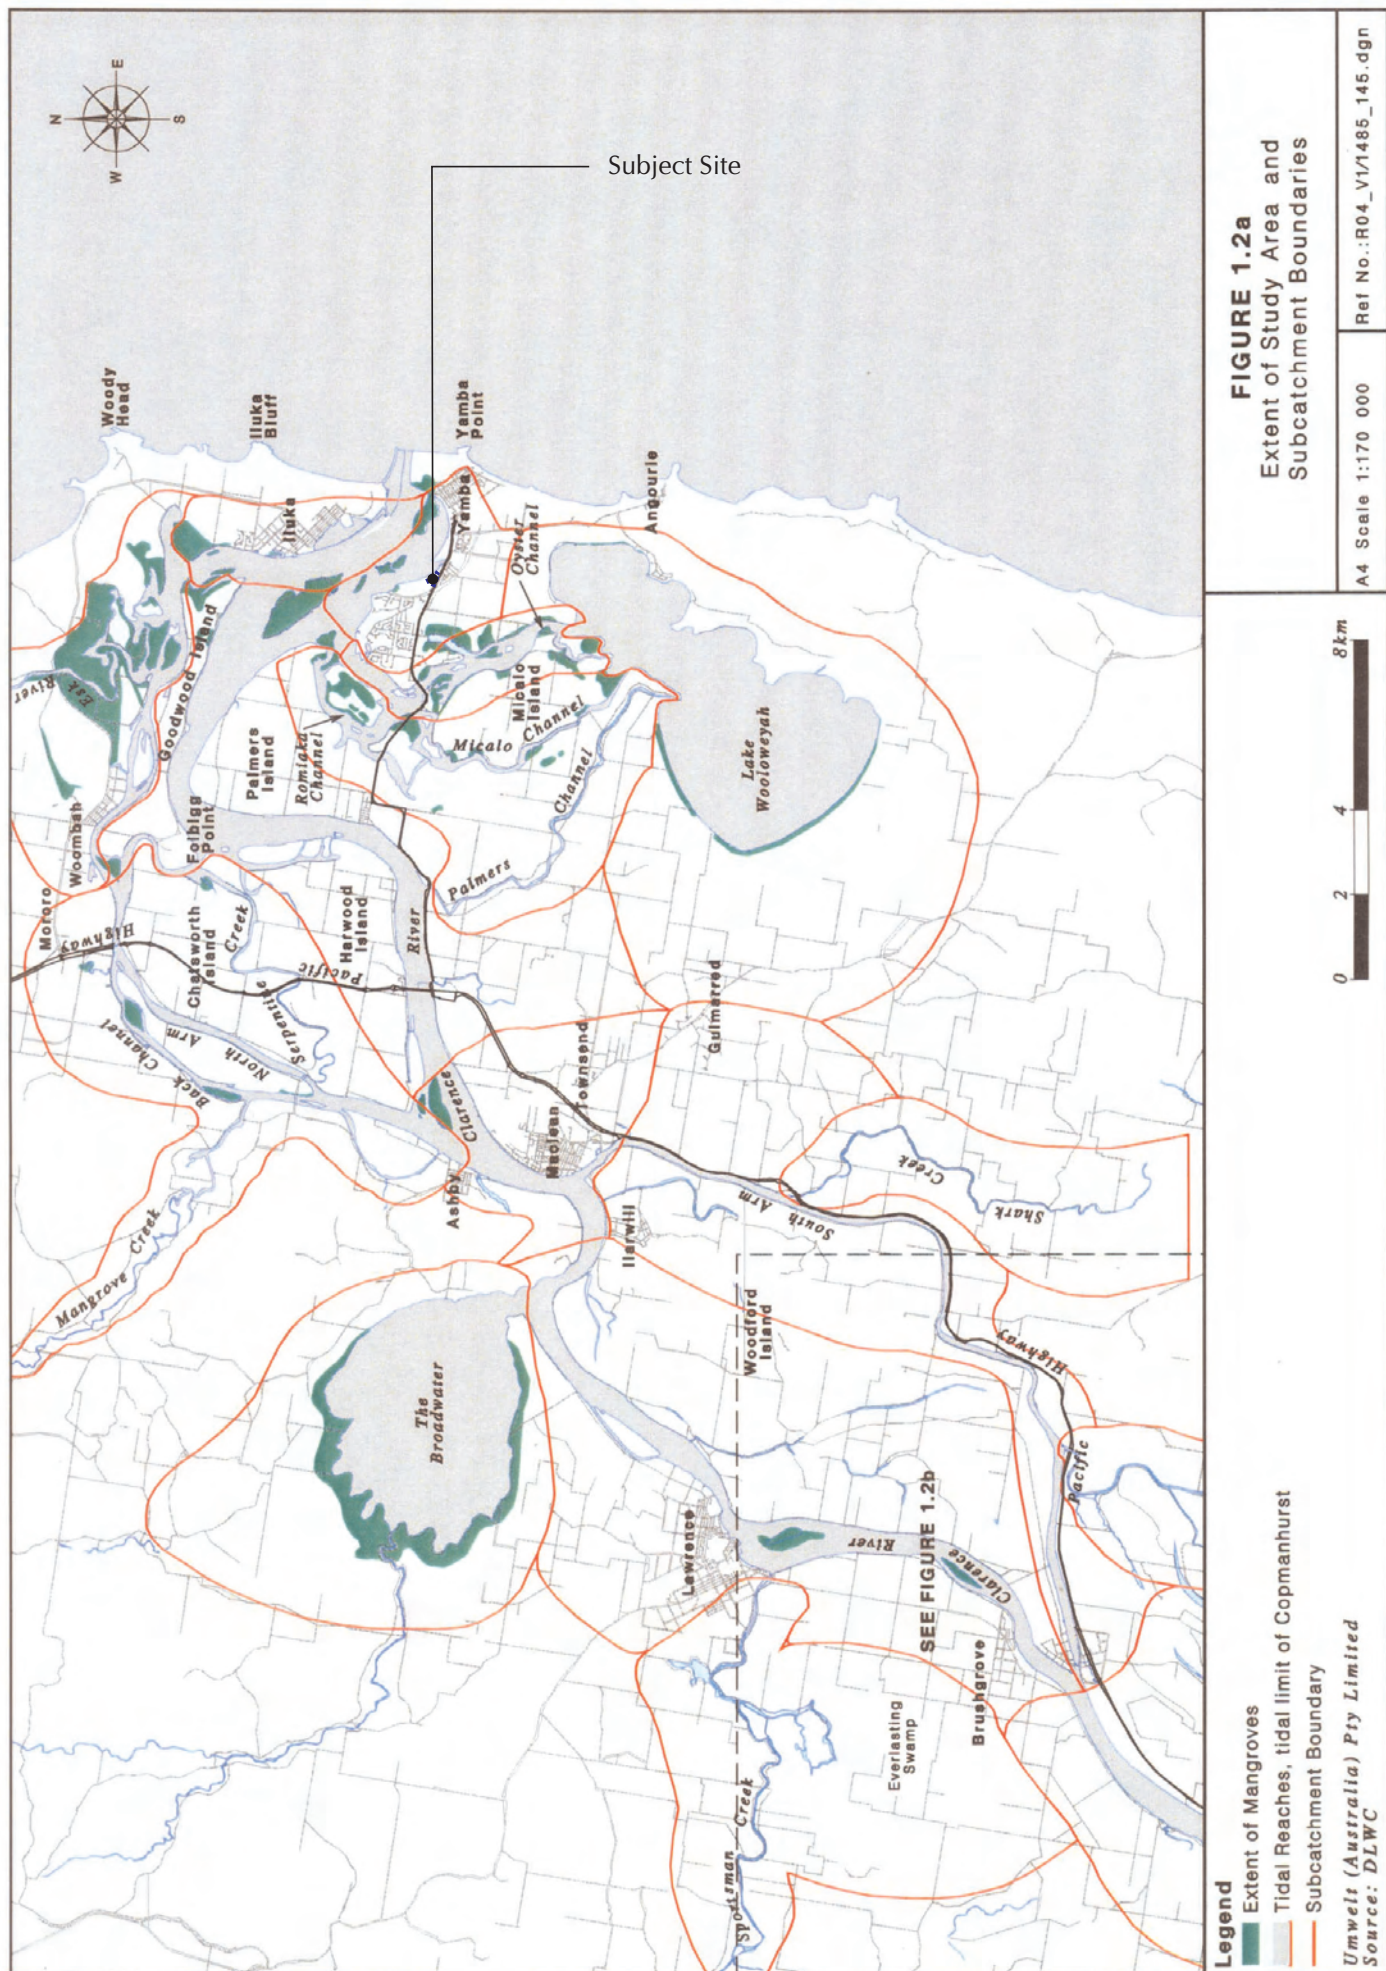 N
E
S
W
Subject Site
Woody
Head
Iluka
Bluff
Yamba
Point
Iluka
Yamba
Oyster
Channel
Angourie
Esk
River
Goodwood Island
Palmers
Island
Romiaka
Channel
Micalo
Island
Micalo Channel
Lake
Wooloweyah
Palmers Channel
Woombah
Mororo
Highway
Folbigg
Point
Chatsworth
Island
Creek
Serpentine
Harwood
Island
Pacific
River
Clarence
Back Channel
North Arm
Mangrove Creek
Ashby
Maclean
Townsend
Gulmarrad
Ilarwill
South Arm
Shark Creek
Woodford
Island
The
Broadwater
Lawrence
Highway
Pacific
River
Clarence
SEE FIGURE 1.2b
Brushgrove
Everlasting
Swamp
Sportsman Creek
Legend
Extent of Mangroves
Tidal Reaches, tidal limit of Copmanhurst
Subcatchment Boundary
Umwelt (Australia) Pty Limited
Source: DLWC
0 2 4 8km
FIGURE 1.2a
Extent of Study Area and
Subcatchment Boundaries
A4 Scale 1:170 000
Ref No.:R04_V1/1485_145.dgn